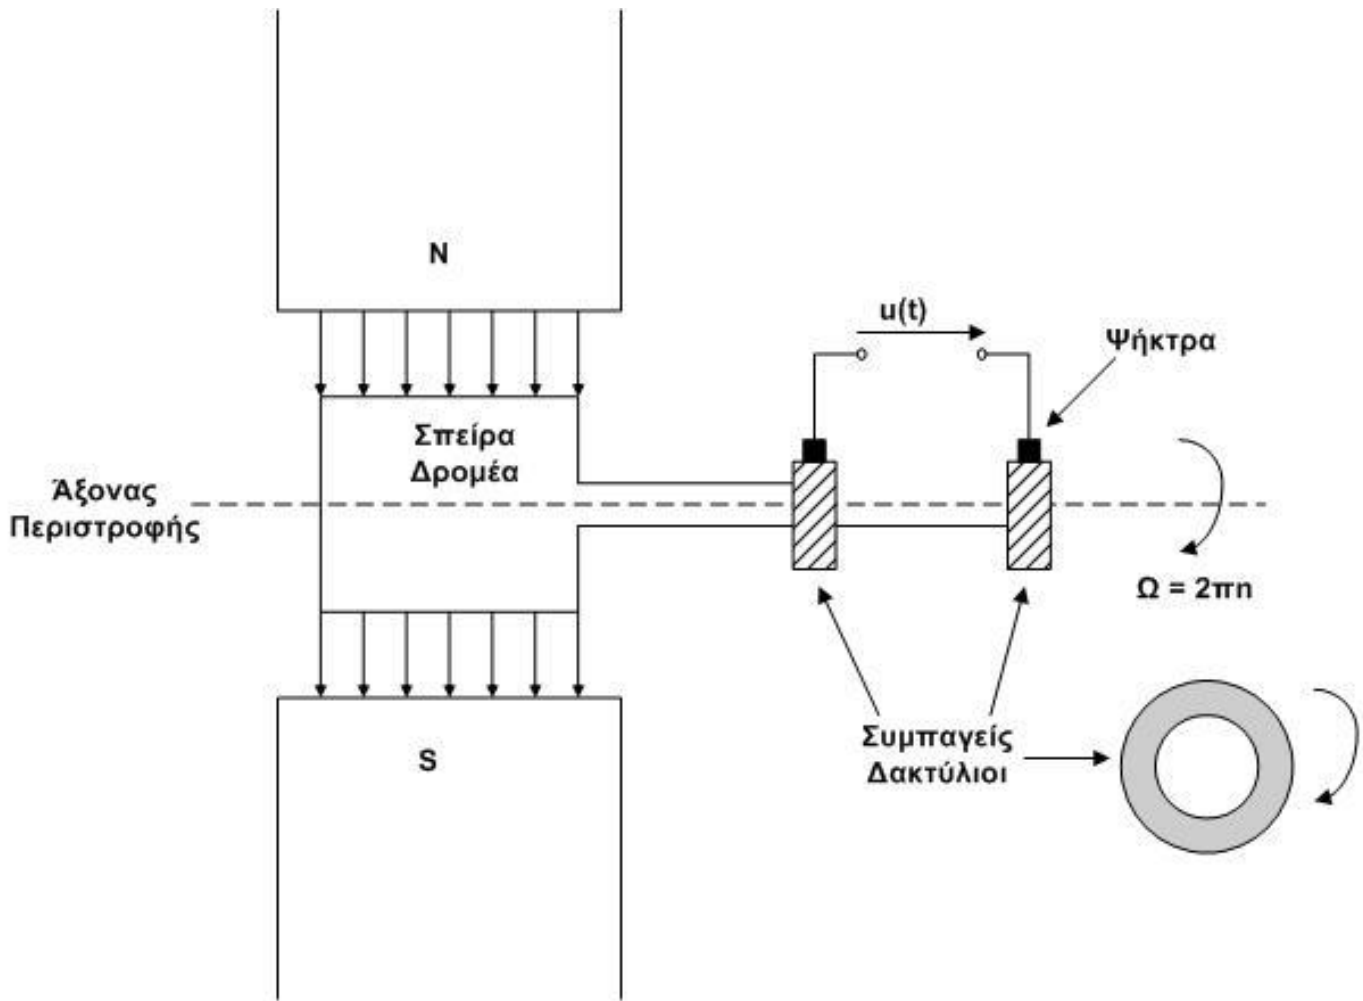 N
u(t)
Ψήκτρα
Σπείρα
Δρομέα
Άξονας
Περιστροφής
Ω = 2πn
Συμπαγείς
Δακτύλιοι
S